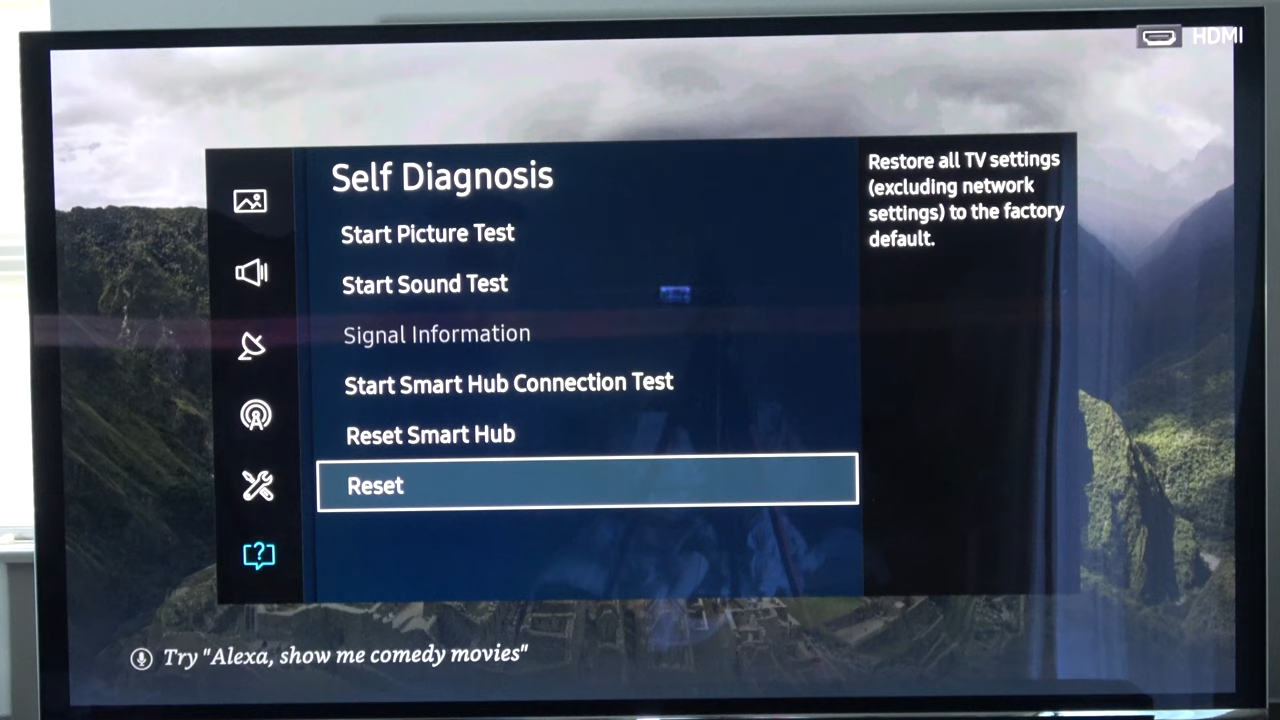 HDMI
Self Diagnosis
Start Picture Test
Start Sound Test
Signal Information
Start Smart Hub Connection Test
Reset Smart Hub
Reset
Restore all TV settings
(excluding network
settings) to the factory
default.
Try "Alexa, show me comedy movies"